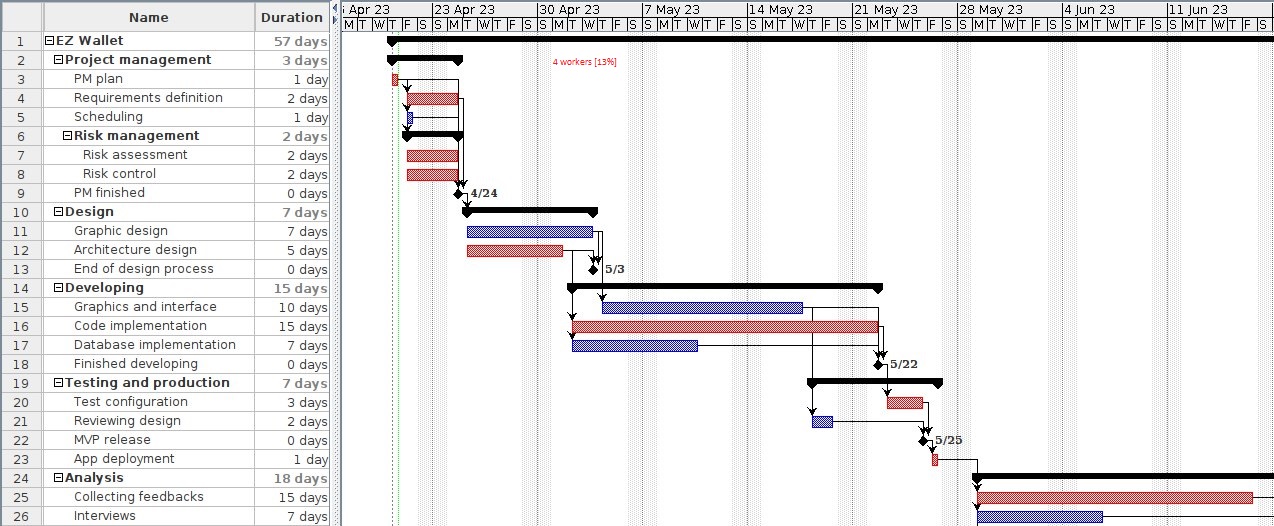 Name Duration
5 Apr 23 23 Apr 23 30 Apr 23 7 May 23 14 May 23 21 May 23 28 May 23 4 Jun 23 11 Jun 23
M T W T F S S M T W T F S S M T W T F S S M T W T F S S M T W T F S S M T W T F S S M T W T F S S M T W T F S S M T W T F S
1 EZ Wallet 57 days
2 Project management 3 days
4 workers [13%]
3 PM plan 1 day
4 Requirements definition 2 days
5 Scheduling 1 day
6 Risk management 2 days
7 Risk assessment 2 days
8 Risk control 2 days
9 PM finished 0 days 4/24
10 Design 7 days
11 Graphic design 7 days
12 Architecture design 5 days
13 End of design process 0 days 5/3
14 Developing 15 days
15 Graphics and interface 10 days
16 Code implementation 15 days
17 Database implementation 7 days
18 Finished developing 0 days 5/22
19 Testing and production 7 days
20 Test configuration 3 days
21 Reviewing design 2 days
22 MVP release 0 days 5/25
23 App deployment 1 day
24 Analysis 18 days
25 Collecting feedbacks 15 days
26 Interviews 7 days